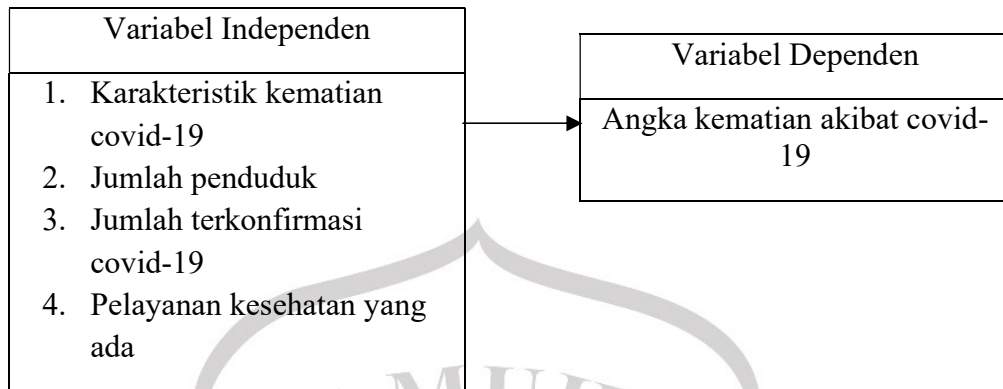 Variabel Independen
1. Karakteristik kematian
covid-19
2. Jumlah penduduk
3. Jumlah terkonfirmasi
covid-19
4. Pelayanan kesehatan yang
ada
Variabel Dependen
Angka kematian akibat covid-
19